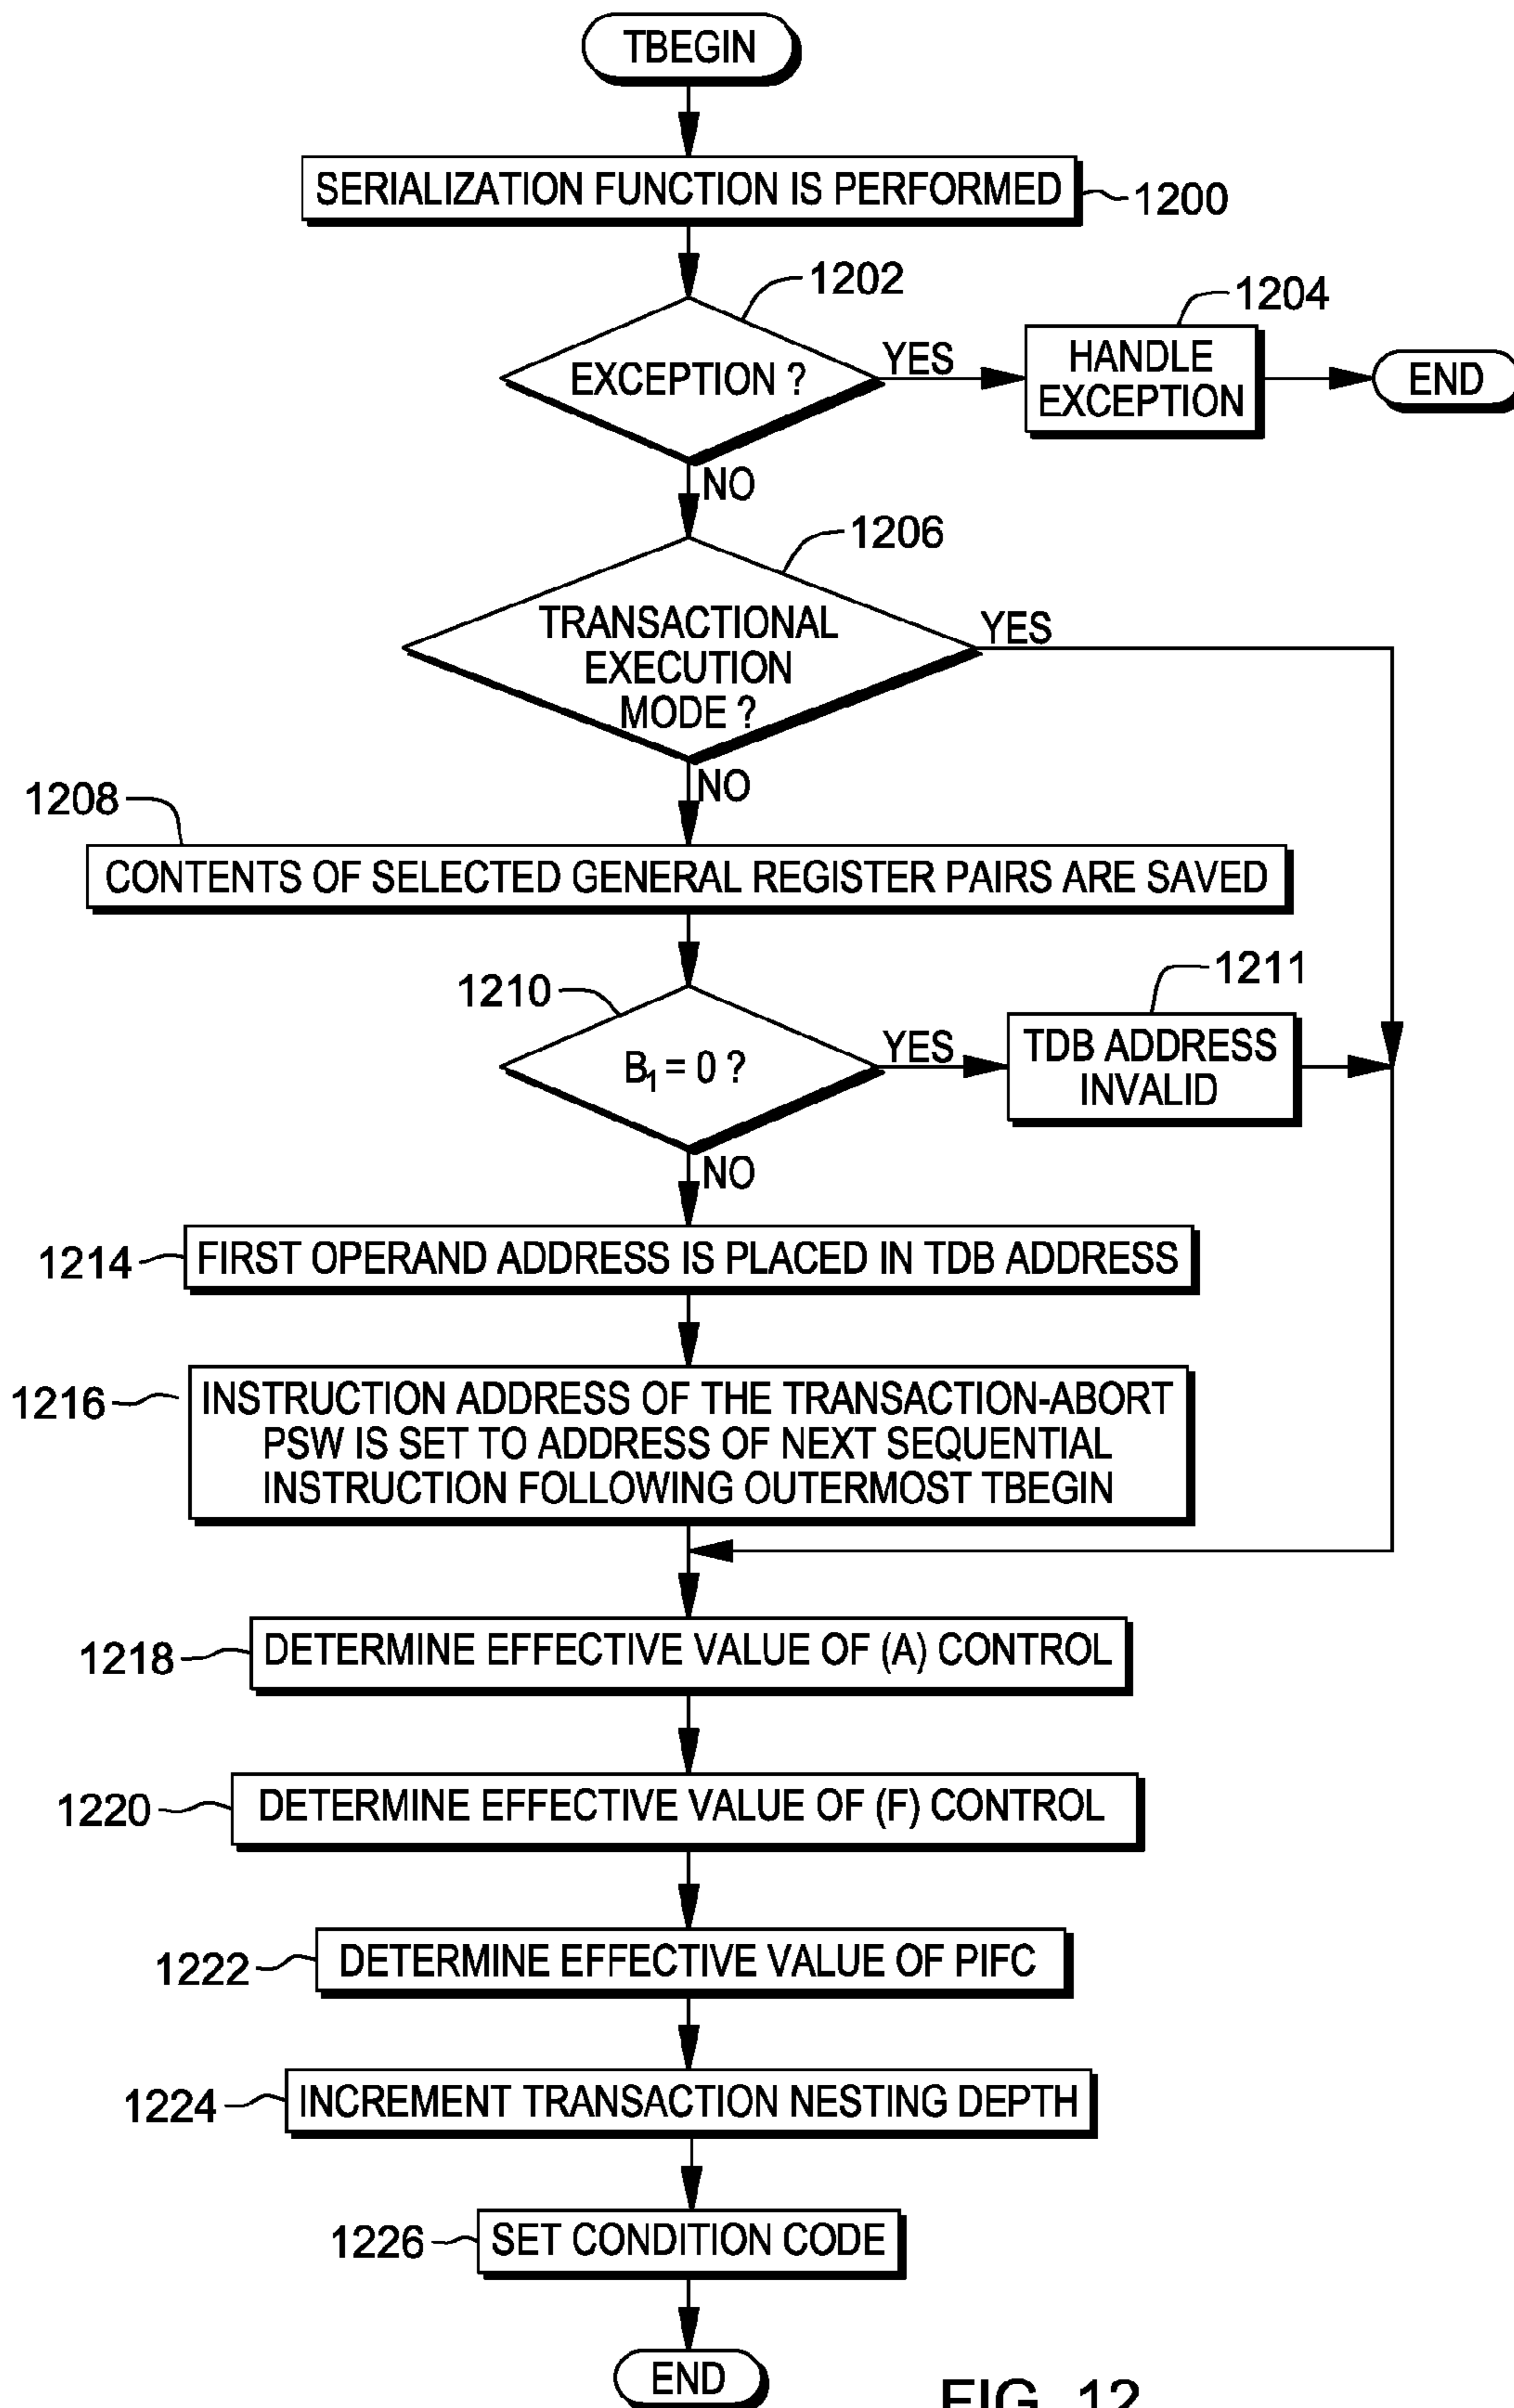 TBEGIN
SERIALIZATION FUNCTION IS PERFORMED
1200
1202
1204
EXCEPTION ?
YES
HANDLE
EXCEPTION
END
NO
1206
TRANSACTIONAL
EXECUTION
MODE ?
YES
NO
1208
CONTENTS OF SELECTED GENERAL REGISTER PAIRS ARE SAVED
1210
1211
B₁ = 0 ?
YES
TDB ADDRESS
INVALID
NO
1214
FIRST OPERAND ADDRESS IS PLACED IN TDB ADDRESS
1216
INSTRUCTION ADDRESS OF THE TRANSACTION-ABORT
PSW IS SET TO ADDRESS OF NEXT SEQUENTIAL
INSTRUCTION FOLLOWING OUTERMOST TBEGIN
1218
DETERMINE EFFECTIVE VALUE OF (A) CONTROL
1220
DETERMINE EFFECTIVE VALUE OF (F) CONTROL
1222
DETERMINE EFFECTIVE VALUE OF PIFC
1224
INCREMENT TRANSACTION NESTING DEPTH
1226
SET CONDITION CODE
END
FIG. 12